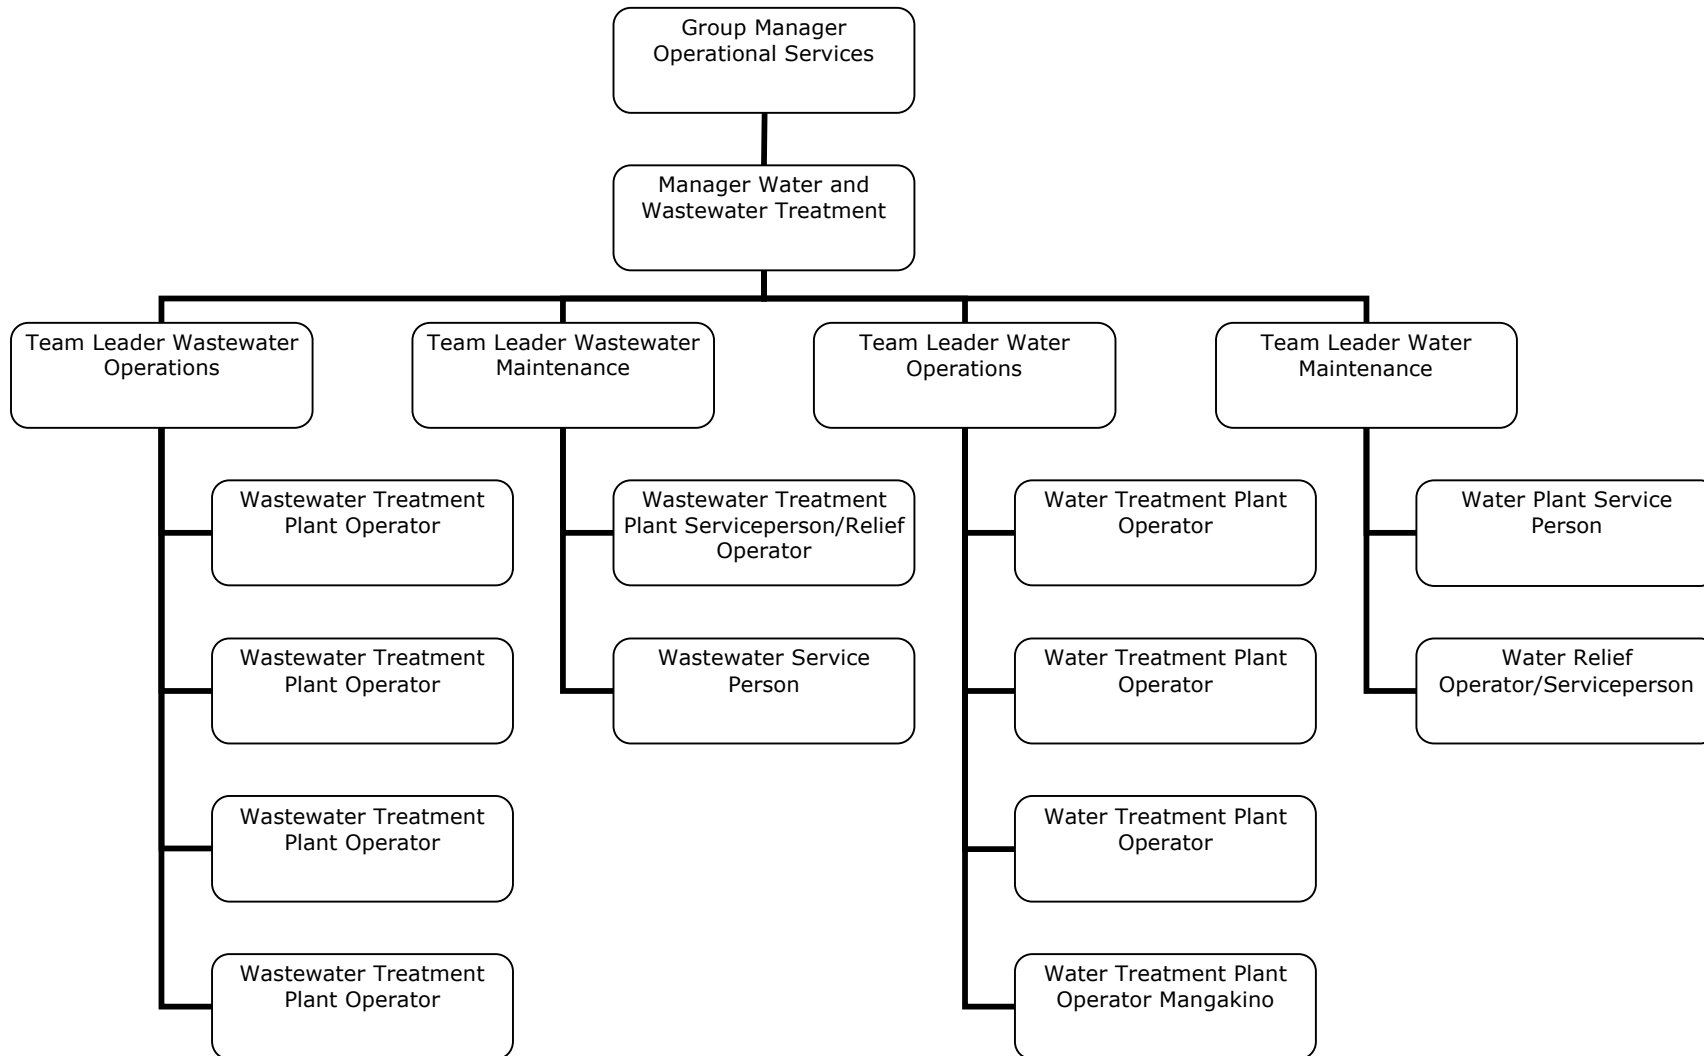 Group Manager
Operational Services
Manager Water and
Wastewater Treatment
Team Leader Wastewater
Operations
Team Leader Wastewater
Maintenance
Team Leader Water
Operations
Team Leader Water
Maintenance
Wastewater Treatment
Plant Operator
Wastewater Treatment
Plant Serviceperson/Relief
Operator
Water Treatment Plant
Operator
Water Plant Service
Person
Wastewater Treatment
Plant Operator
Wastewater Service
Person
Water Treatment Plant
Operator
Water Relief
Operator/Serviceperson
Wastewater Treatment
Plant Operator
Water Treatment Plant
Operator
Wastewater Treatment
Plant Operator
Water Treatment Plant
Operator Mangakino